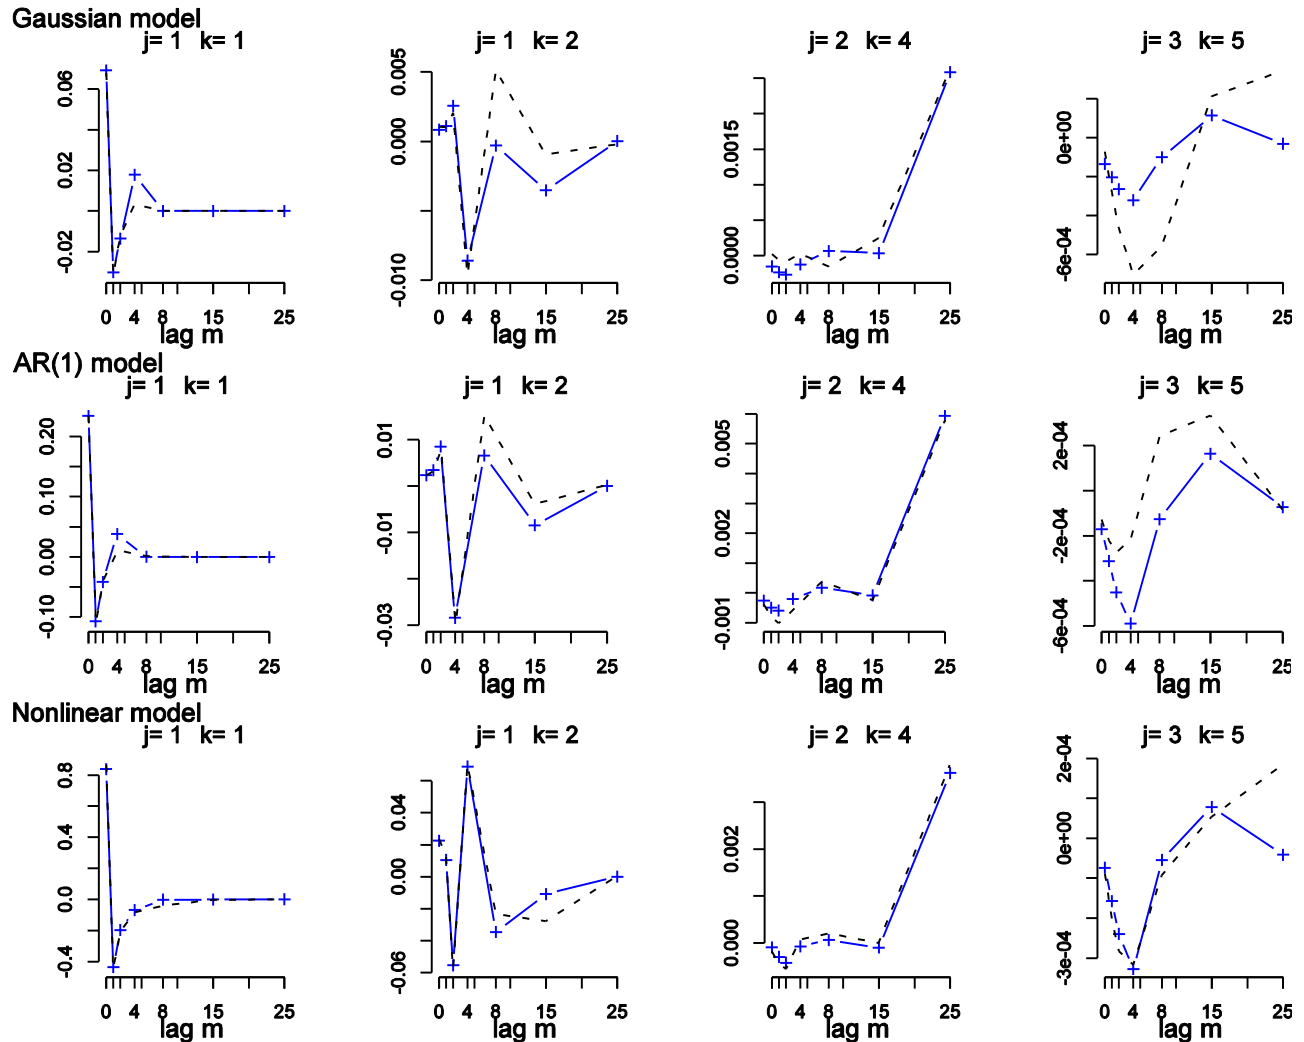 Gaussian model
j= 1 k= 1
j= 1 k= 2
j= 2 k= 4
j= 3 k= 5
0.06
0.02
-0.02
0.005
0.000
-0.010
0.0015
0.0000
0e+00
-6e-04
0 4 8 15 25
0 4 8 15 25
0 4 8 15 25
0 4 8 15 25
lag m
lag m
lag m
lag m
AR(1) model
j= 1 k= 1
j= 1 k= 2
j= 2 k= 4
j= 3 k= 5
0.20
0.10
0.00
-0.10
0.01
-0.01
-0.03
0.005
0.002
-0.001
2e-04
-2e-04
-6e-04
0 4 8 15 25
0 4 8 15 25
0 4 8 15 25
0 4 8 15 25
lag m
lag m
lag m
lag m
Nonlinear model
j= 1 k= 1
j= 1 k= 2
j= 2 k= 4
j= 3 k= 5
0.8
0.4
0.0
-0.4
0.04
0.00
-0.06
0.002
0.000
2e-04
0e+00
-3e-04
0 4 8 15 25
0 4 8 15 25
0 4 8 15 25
0 4 8 15 25
lag m
lag m
lag m
lag m